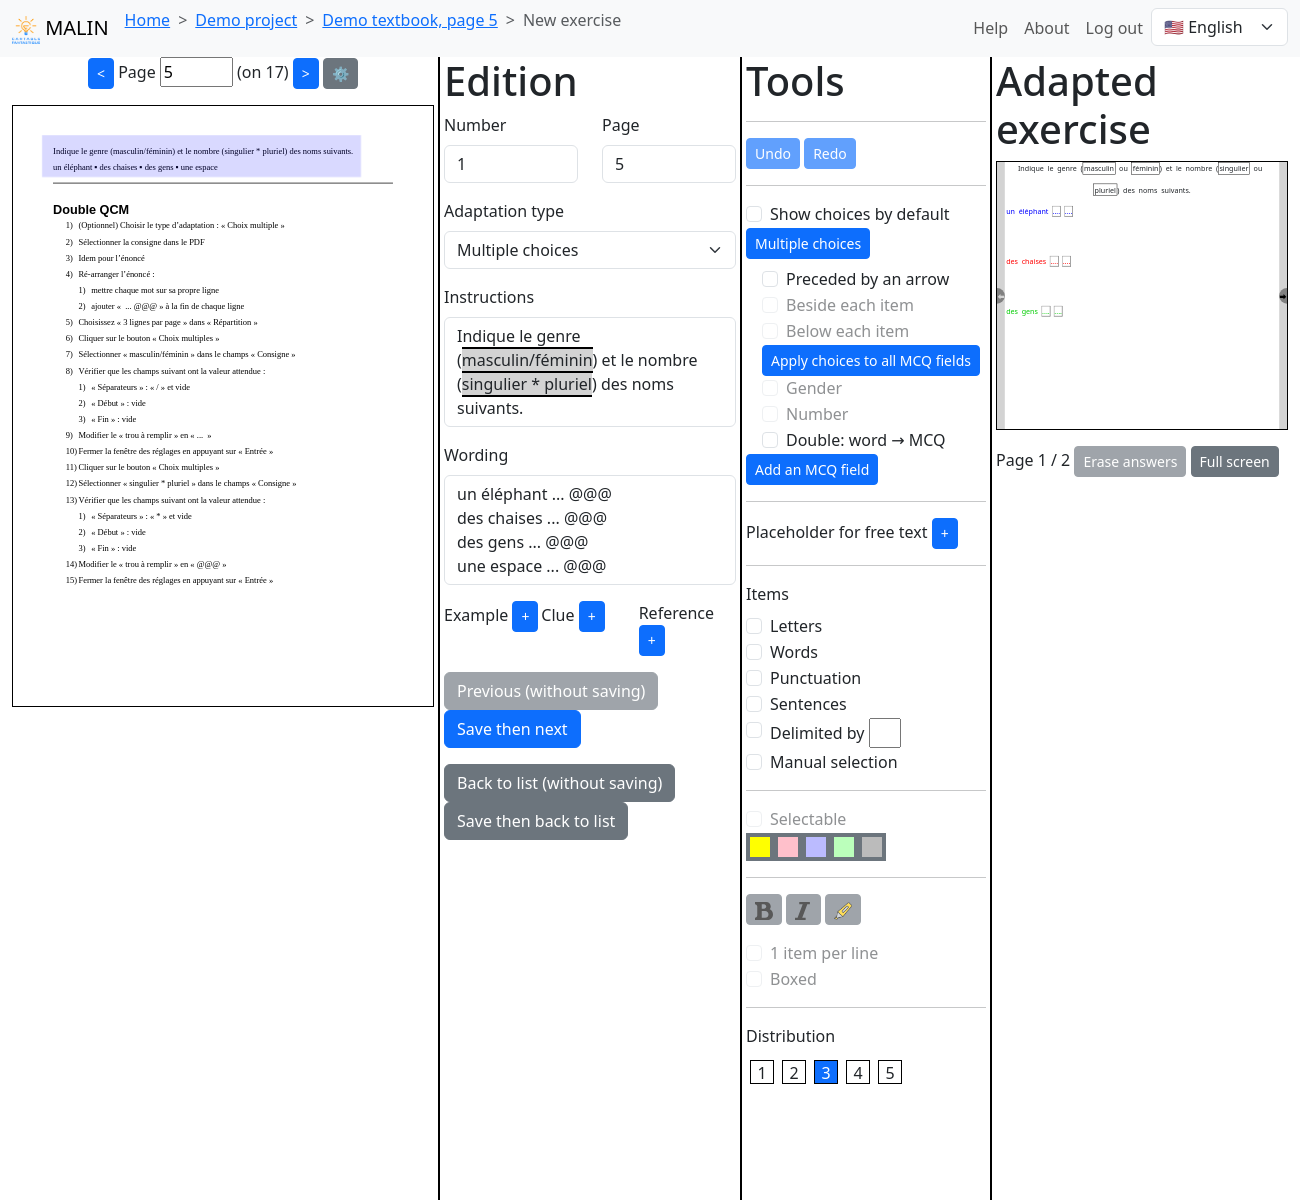 MALIN
Home > Demo project > Demo textbook, page 5 > New exercise
Help About Log out 🇺🇸 English
< Page 5 (on 17) > ⚙️
Indique le genre (masculin/féminin) et le nombre (singulier * pluriel) des noms suivants.
un éléphant • des chaises • des gens • une espace
Double QCM
1) (Optionnel) Choisir le type d’adaptation : « Choix multiple »
2) Sélectionner la consigne dans le PDF
3) Idem pour l’énoncé
4) Ré-arranger l’énoncé :
1) mettre chaque mot sur sa propre ligne
2) ajouter « ... @@@ » à la fin de chaque ligne
5) Choisissez « 3 lignes par page » dans « Répartition »
6) Cliquer sur le bouton « Choix multiples »
7) Sélectionner « masculin/féminin » dans le champs « Consigne »
8) Vérifier que les champs suivant ont la valeur attendue :
1) « Séparateurs » : « / » et vide
2) « Début » : vide
3) « Fin » : vide
9) Modifier le « trou à remplir » en « ... »
10) Fermer la fenêtre des réglages en appuyant sur « Entrée »
11) Cliquer sur le bouton « Choix multiples »
12) Sélectionner « singulier * pluriel » dans le champs « Consigne »
13) Vérifier que les champs suivant ont la valeur attendue :
1) « Séparateurs » : « * » et vide
2) « Début » : vide
3) « Fin » : vide
14) Modifier le « trou à remplir » en « @@@ »
15) Fermer la fenêtre des réglages en appuyant sur « Entrée »
Edition
Number Page
1 5
Adaptation type
Multiple choices
Instructions
Indique le genre
(masculin/féminin) et le nombre
(singulier * pluriel) des noms
suivants.
Wording
un éléphant ... @@@
des chaises ... @@@
des gens ... @@@
une espace ... @@@
Example + Clue + Reference
+
Previous (without saving)
Save then next
Back to list (without saving)
Save then back to list
Tools
Undo Redo
Show choices by default
Multiple choices
Preceded by an arrow
Beside each item
Below each item
Apply choices to all MCQ fields
Gender
Number
Double: word → MCQ
Add an MCQ field
Placeholder for free text +
Items
Letters
Words
Punctuation
Sentences
Delimited by
Manual selection
Selectable
B I
1 item per line
Boxed
Distribution
1 2 3 4 5
Adapted
exercise
Indique le genre (masculin ou féminin) et le nombre (singulier ou
pluriel) des noms suivants.
un éléphant ... ...
des chaises ... ...
des gens ... ...
Page 1 / 2 Erase answers Full screen